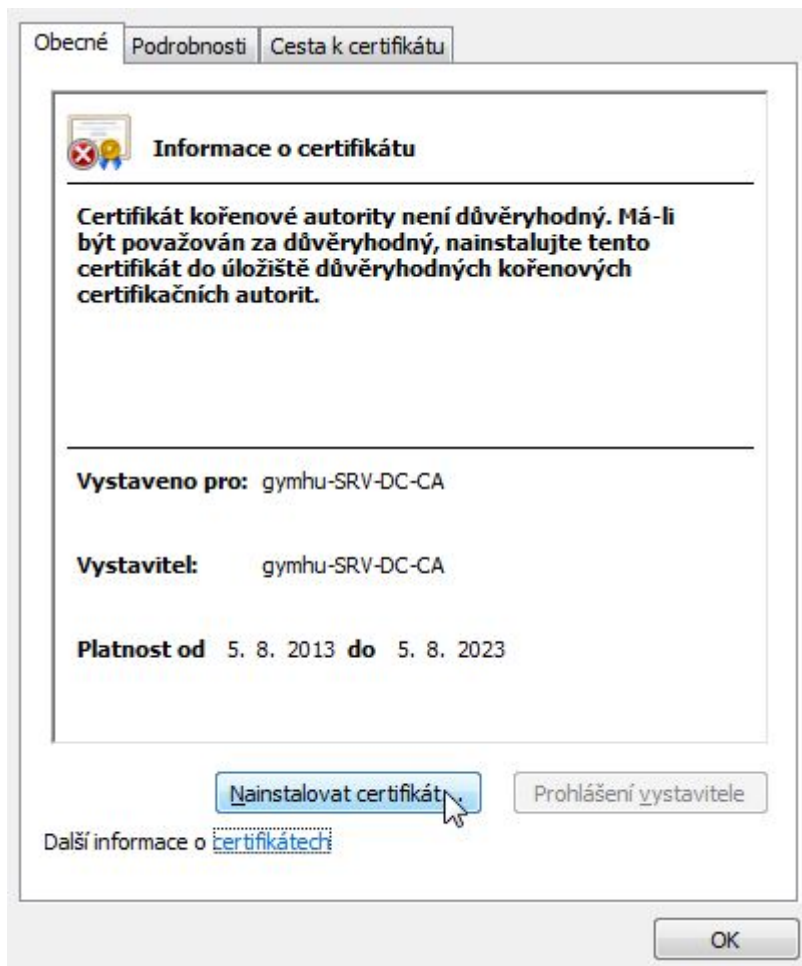 Obecné Podrobnosti Cesta k certifikátu
Informace o certifikátu
Certifikát kořenové autority není důvěryhodný. Má-li
být považován za důvěryhodný, nainstalujte tento
certifikát do úložiště důvěryhodných kořenových
certifikačních autorit.
Vystaveno pro: gymhu-SRV-DC-CA
Vystavitel: gymhu-SRV-DC-CA
Platnost od 5. 8. 2013 do 5. 8. 2023
Nainstalovat certifikát... Prohlášení vystavitele
Další informace o certifikátech
OK